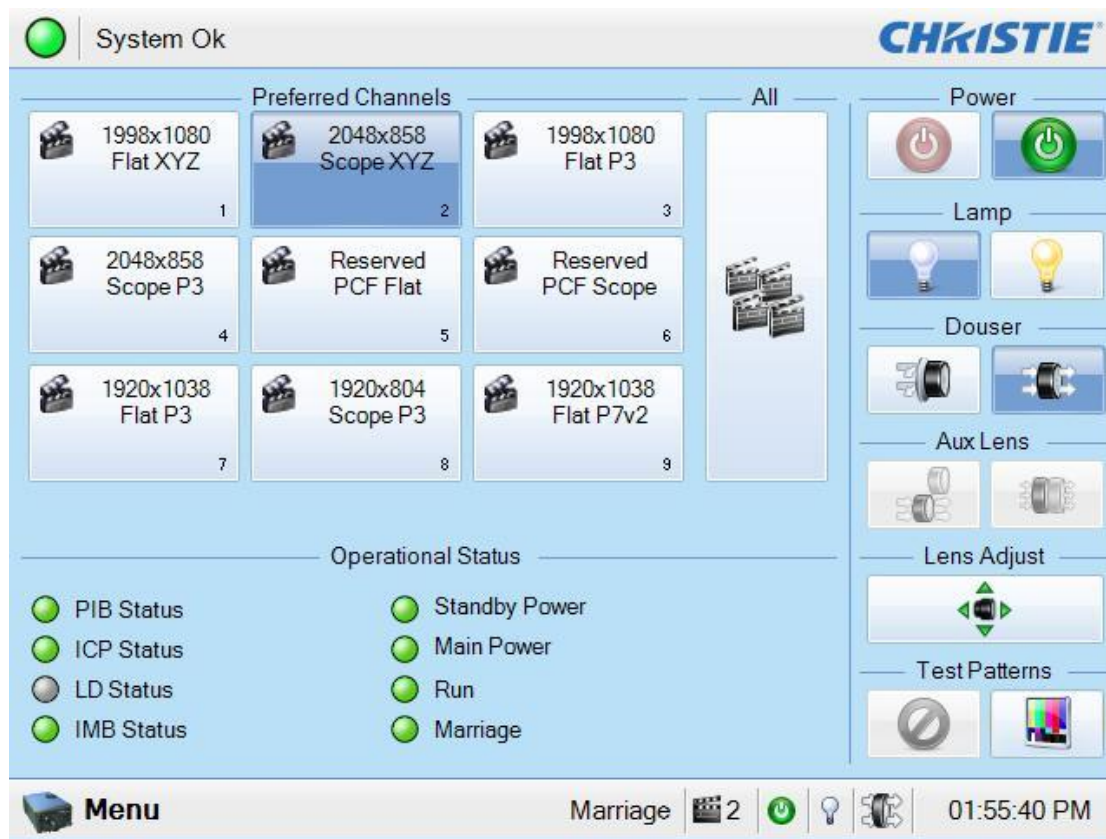 System Ok
CHRISTIE
Preferred Channels
All
Power
1998x1080
Flat XYZ
1
2048x858
Scope XYZ
2
1998x1080
Flat P3
3
2048x858
Scope P3
4
Reserved
PCF Flat
5
Reserved
PCF Scope
6
1920x1038
Flat P3
7
1920x804
Scope P3
8
1920x1038
Flat P7v2
9
Lamp
Douser
Aux Lens
Lens Adjust
Test Patterns
Operational Status
PIB Status
ICP Status
LD Status
IMB Status
Standby Power
Main Power
Run
Marriage
Menu
Marriage
2
01:55:40 PM